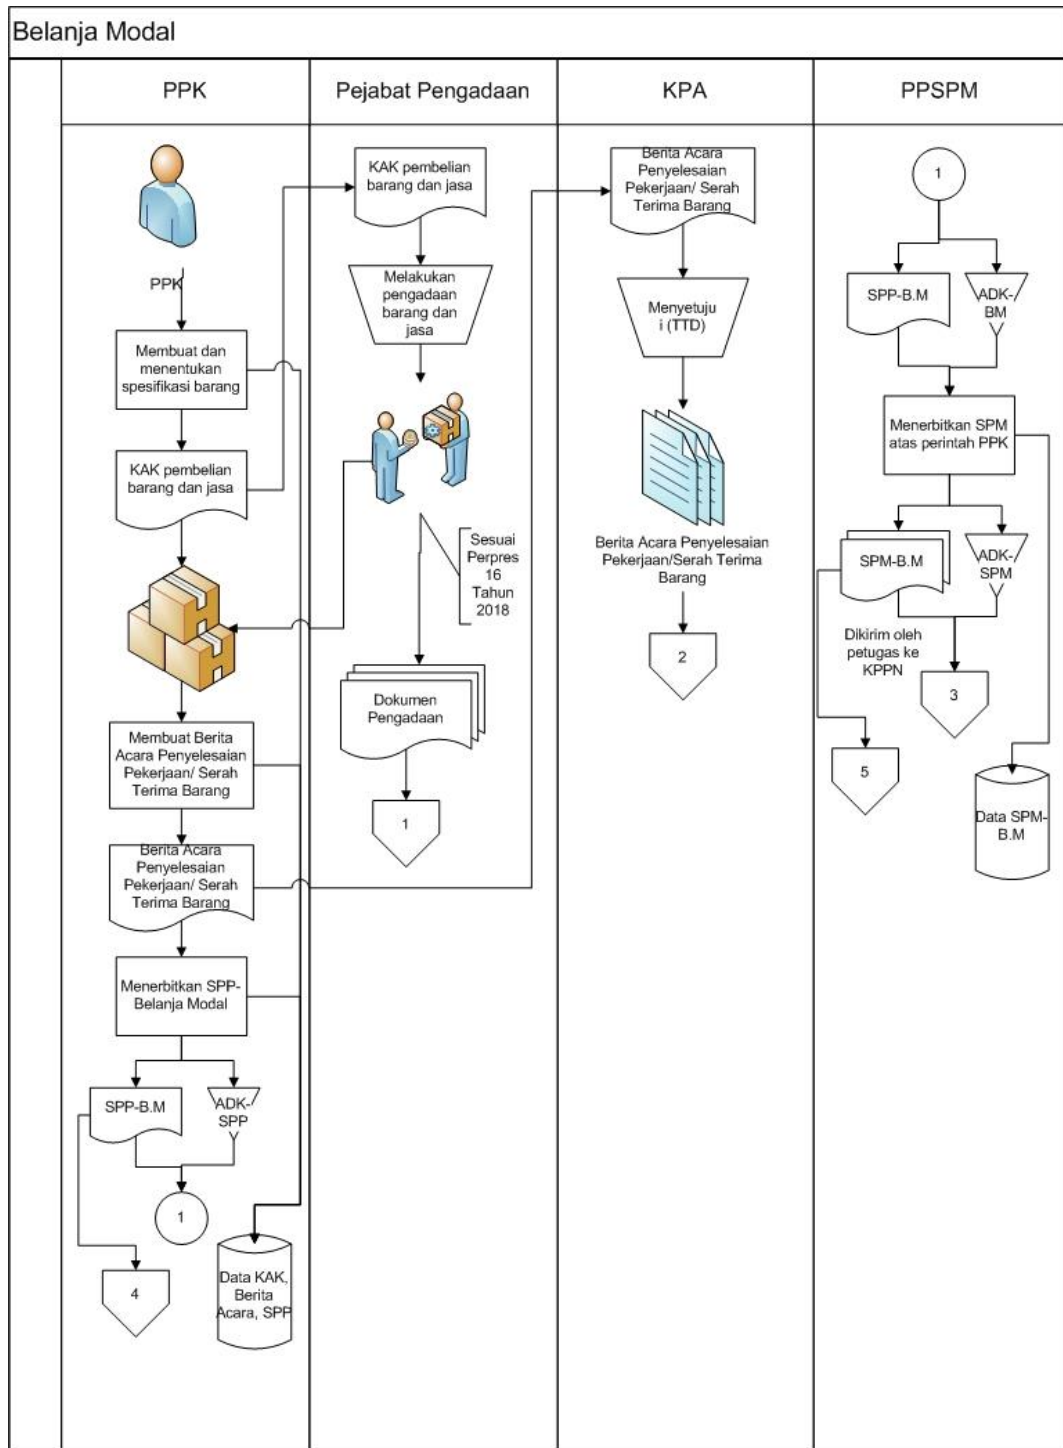 Belanja Modal
PPK
Pejabat Pengadaan
KPA
PPSPM
PPK
Membuat dan
menentukan
spesifikasi barang
KAK pembelian
barang dan jasa
Membuat Berita
Acara Penyelesaian
Pekerjaan/ Serah
Terima Barang
Berita Acara
Penyelesaian
Pekerjaan/ Serah
Terima Barang
Menerbitkan SPP-
Belanja Modal
SPP-B.M
ADK-
SPP
1
4
Data KAK,
Berita
Acara, SPP
KAK pembelian
barang dan jasa
Melakukan
pengadaan
barang dan
jasa
Sesuai
Perpres
16
Tahun
2018
Dokumen
Pengadaan
1
Berita Acara
Penyelesaian
Pekerjaan/ Serah
Terima Barang
Menyetuju
i (TTD)
Berita Acara Penyelesaian
Pekerjaan/Serah Terima
Barang
2
1
SPP-B.M
ADK-
BM
Menerbitkan SPM
atas perintah PPK
SPM-B.M
ADK-
SPM
Dikirim oleh
petugas ke
KPPN
3
5
Data SPM-
B.M